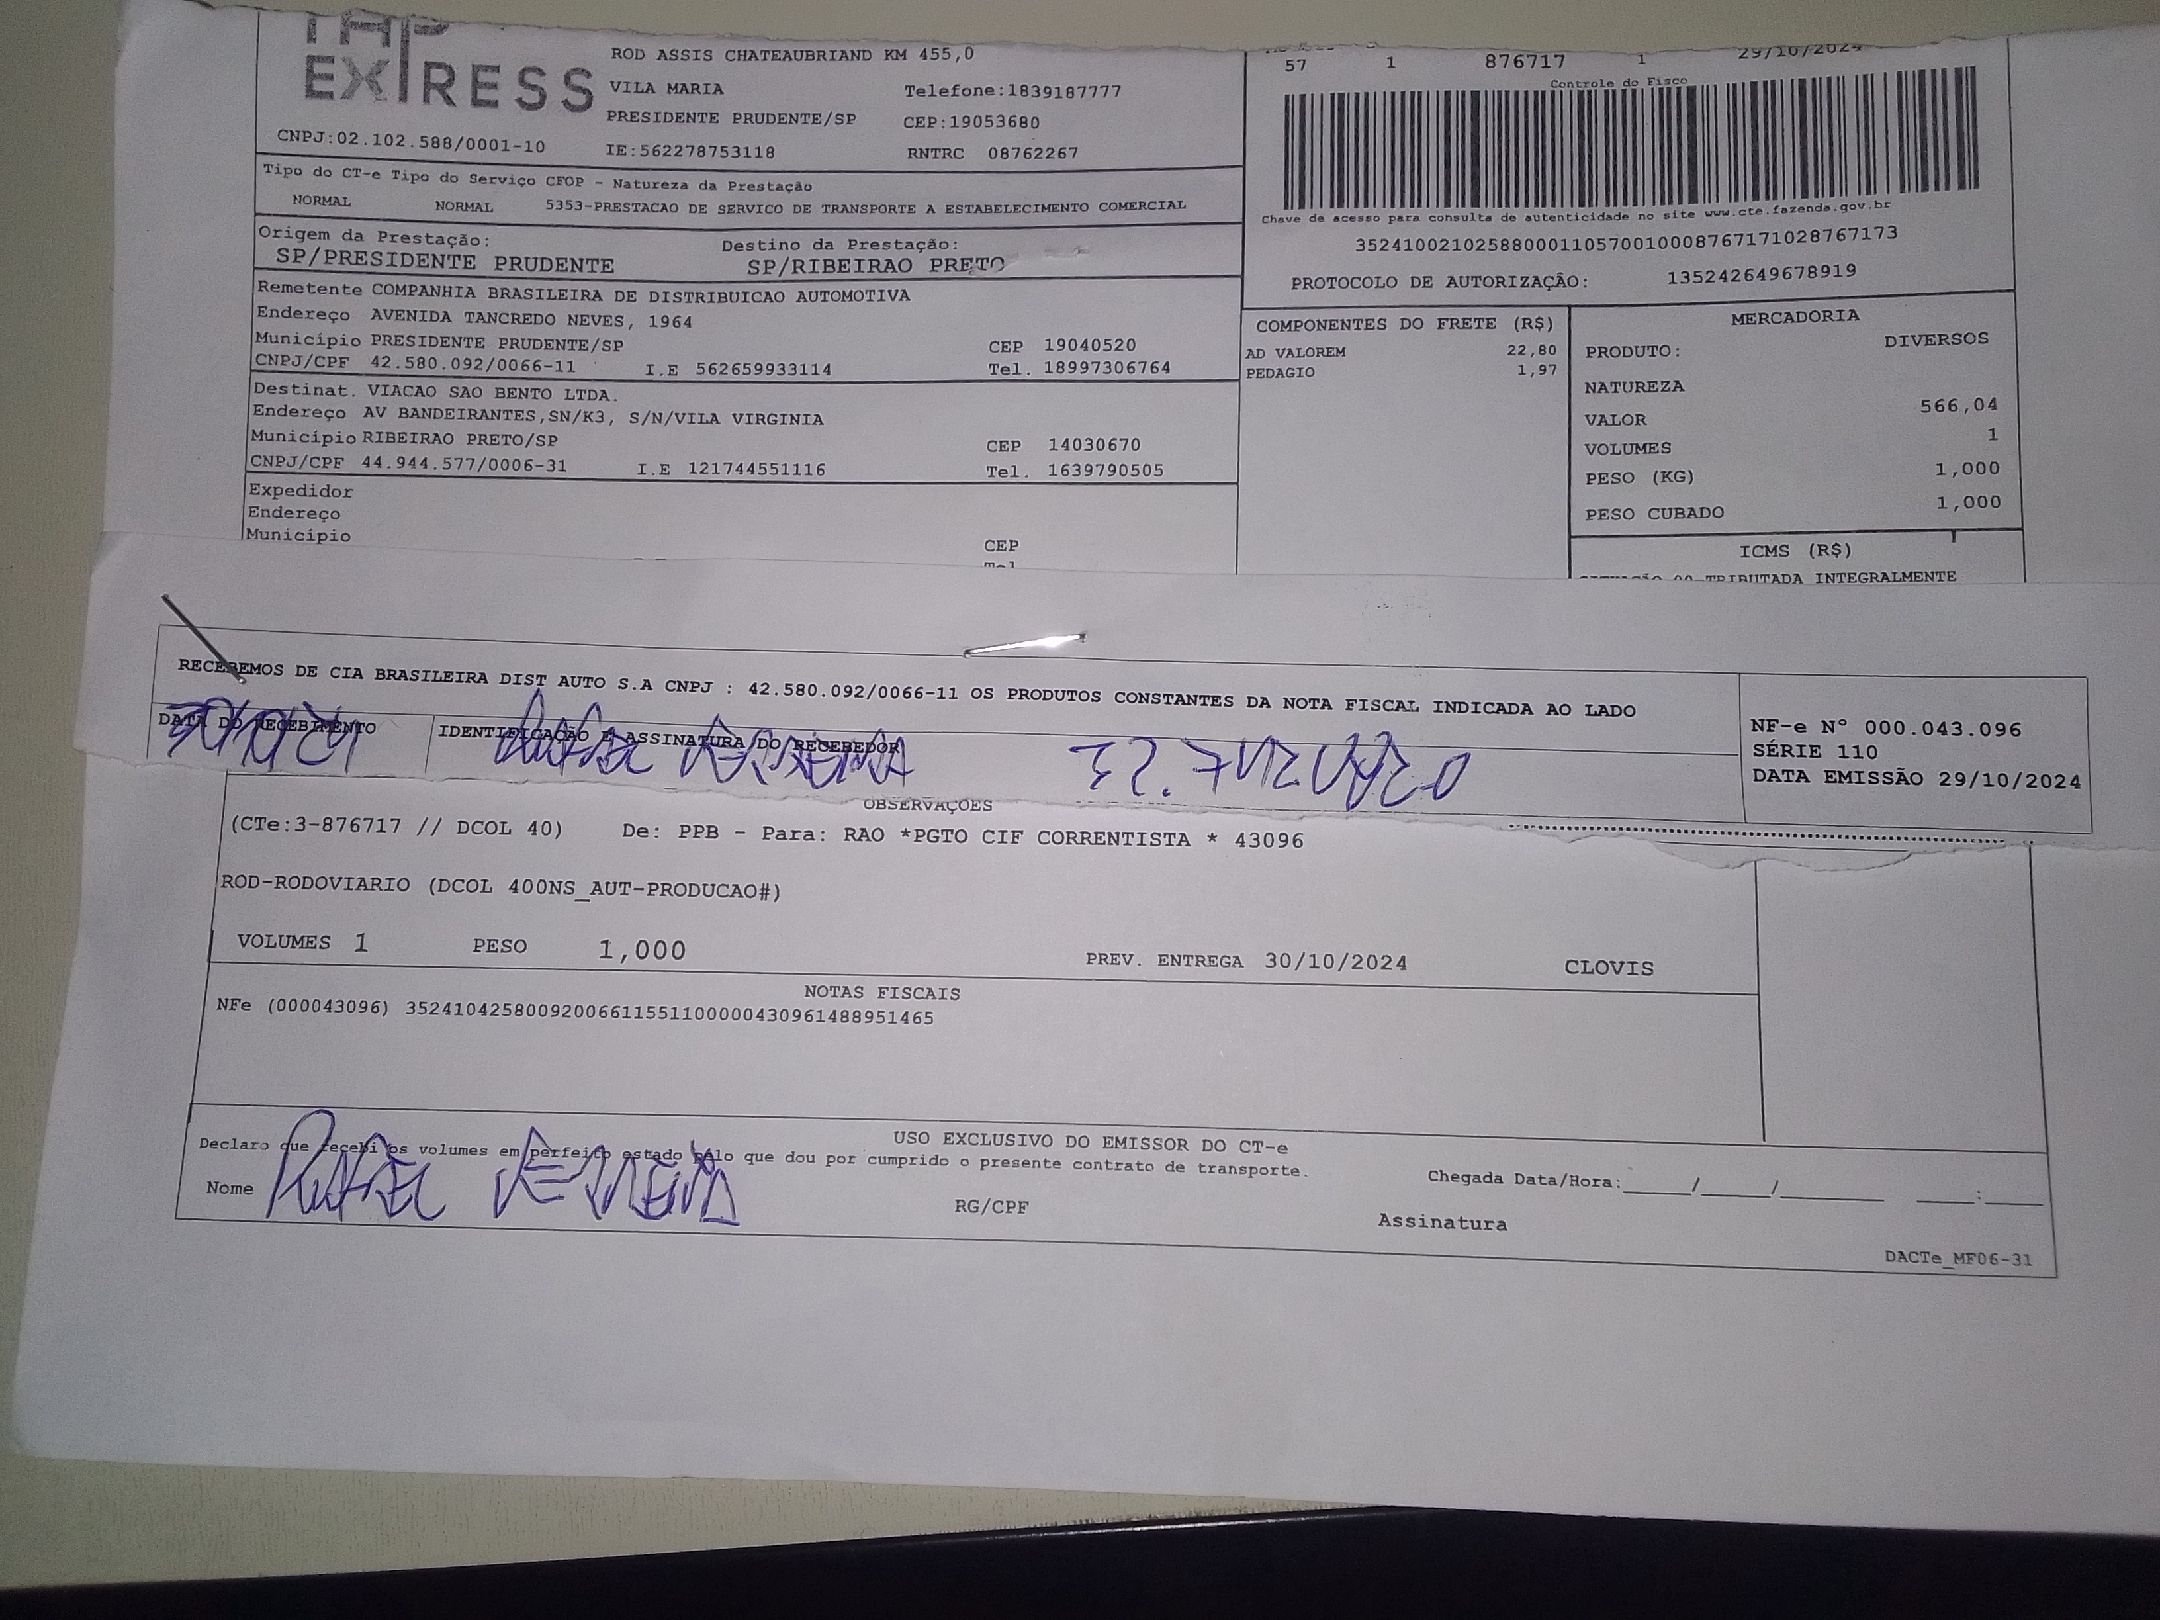 EXPRESS
ROD ASSIS CHATEAUBRIAND KM 455,0
VILA MARIA Telefone:1839187777
PRESIDENTE PRUDENTE/SP CEP:19053680
CNPJ:02.102.588/0001-10 IE:562278753118 RNTRC 08762267
57 1 876717 1 29/10/2024
Controle do Fisco
Chave de acesso para consulta de autenticidade no site www.cte.fazenda.gov.br
35241002102588000110570010008767171028767173
PROTOCOLO DE AUTORIZAÇÃO: 135242649678919
Tipo do CT-e Tipo do Serviço CFOP - Natureza da Prestação
NORMAL NORMAL 5353-PRESTACAO DE SERVICO DE TRANSPORTE A ESTABELECIMENTO COMERCIAL
Origem da Prestação: Destino da Prestação:
SP/PRESIDENTE PRUDENTE SP/RIBEIRAO PRETO
Remetente COMPANHIA BRASILEIRA DE DISTRIBUICAO AUTOMOTIVA
Endereço AVENIDA TANCREDO NEVES, 1964
Município PRESIDENTE PRUDENTE/SP CEP 19040520
CNPJ/CPF 42.580.092/0066-11 I.E 562659933114 Tel. 18997306764
Destinat. VIACAO SAO BENTO LTDA.
Endereço AV BANDEIRANTES,SN/K3, S/N/VILA VIRGINIA
Município RIBEIRAO PRETO/SP CEP 14030670
CNPJ/CPF 44.944.577/0006-31 I.E 121744551116 Tel. 1639790505
Expedidor
Endereço
Município CEP
COMPONENTES DO FRETE (R$)
AD VALOREM 22,80
PEDAGIO 1,97
MERCADORIA
PRODUTO: DIVERSOS
NATUREZA
VALOR 566,04
VOLUMES 1
PESO (KG) 1,000
PESO CUBADO 1,000
ICMS (R$)
TRIBUTADA INTEGRALMENTE
RECEBEMOS DE CIA BRASILEIRA DIST AUTO S.A CNPJ : 42.580.092/0066-11 OS PRODUTOS CONSTANTES DA NOTA FISCAL INDICADA AO LADO
DATA DO RECEBIMENTO IDENTIFICAÇÃO E ASSINATURA DO RECEBEDOR
NF-e N° 000.043.096
SÉRIE 110
DATA EMISSÃO 29/10/2024
OBSERVAÇÕES
(CTe:3-876717 // DCOL 40) De: PPB - Para: RAO *PGTO CIF CORRENTISTA * 43096
ROD-RODOVIARIO (DCOL 400NS_AUT-PRODUCAO#)
VOLUMES 1 PESO 1,000 PREV. ENTREGA 30/10/2024 CLOVIS
NOTAS FISCAIS
NFe (000043096) 35241042580092006611551100000430961488951465
USO EXCLUSIVO DO EMISSOR DO CT-e
Declaro que recebi os volumes em perfeito estado pelo que dou por cumprido o presente contrato de transporte.
Chegada Data/Hora:_____/_____/________ ____:____
Nome RAFAEL RG/CPF Assinatura
DACTe_MF06-31